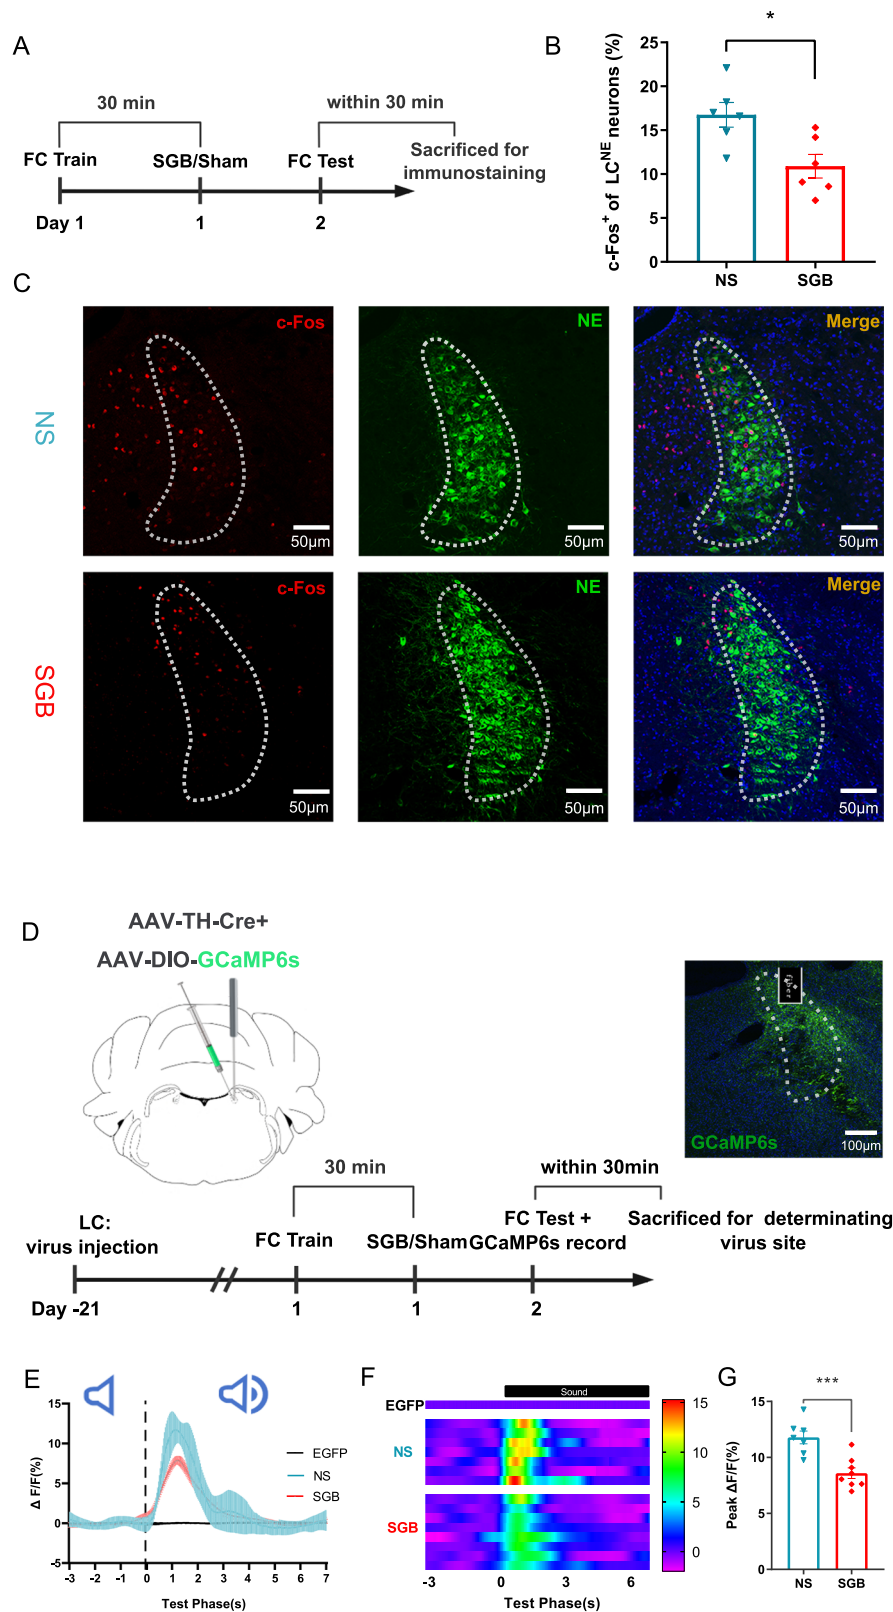 A
30 min
within 30 min
FC Train
SGB/Sham
FC Test
Sacrificed for
immunostaining
Day 1
1
2
B
*
c-Fos⁺ of LCᴺᴱ neurons (%)
25
20
15
10
5
0
NS
SGB
C
NS
c-Fos
50μm
NE
50μm
Merge
50μm
SGB
c-Fos
50μm
NE
50μm
Merge
50μm
D
AAV-TH-Cre+
AAV-DIO-GCaMP6s
fiber
GCaMP6s
100μm
30 min
within 30min
LC:
virus injection
FC Train
SGB/Sham
FC Test +
GCaMP6s record
Sacrificed for determinating
virus site
Day -21
1
1
2
E
Δ F/F(%)
15
10
5
0
-5
-3
-2
-1
0
1
2
3
4
5
6
7
Test Phase(s)
EGFP
NS
SGB
F
Sound
EGFP
NS
SGB
-3
0
3
6
Test Phase(s)
15
10
5
0
G
***
Peak ΔF/F(%)
15
10
5
0
NS
SGB